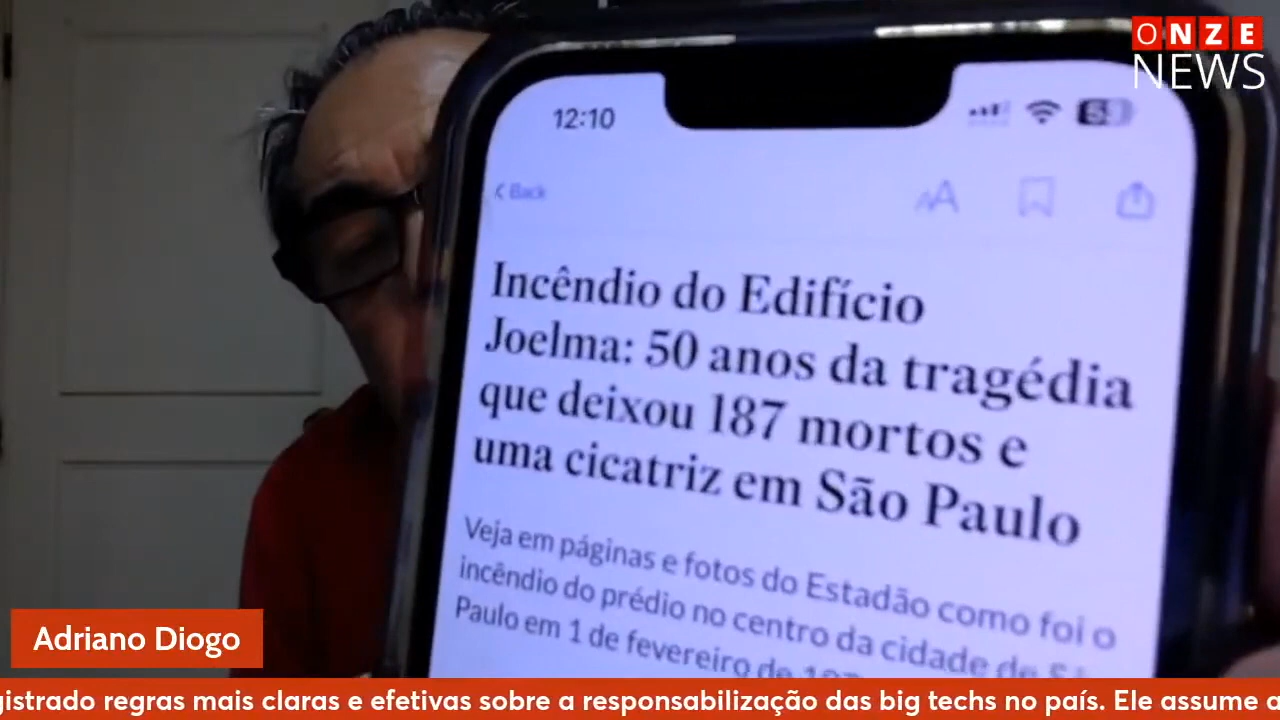 ONZE
NEWS
12:10
Back
AA
Incêndio do Edifício
Joelma: 50 anos da tragédia
que deixou 187 mortos e
uma cicatriz em São Paulo
Veja em páginas e fotos do Estadão como foi o
incêndio do prédio no centro da cidade de
Paulo em 1 de fevereiro de
Adriano Diogo
gistrado regras mais claras e efetivas sobre a responsabilização das big techs no país. Ele assume